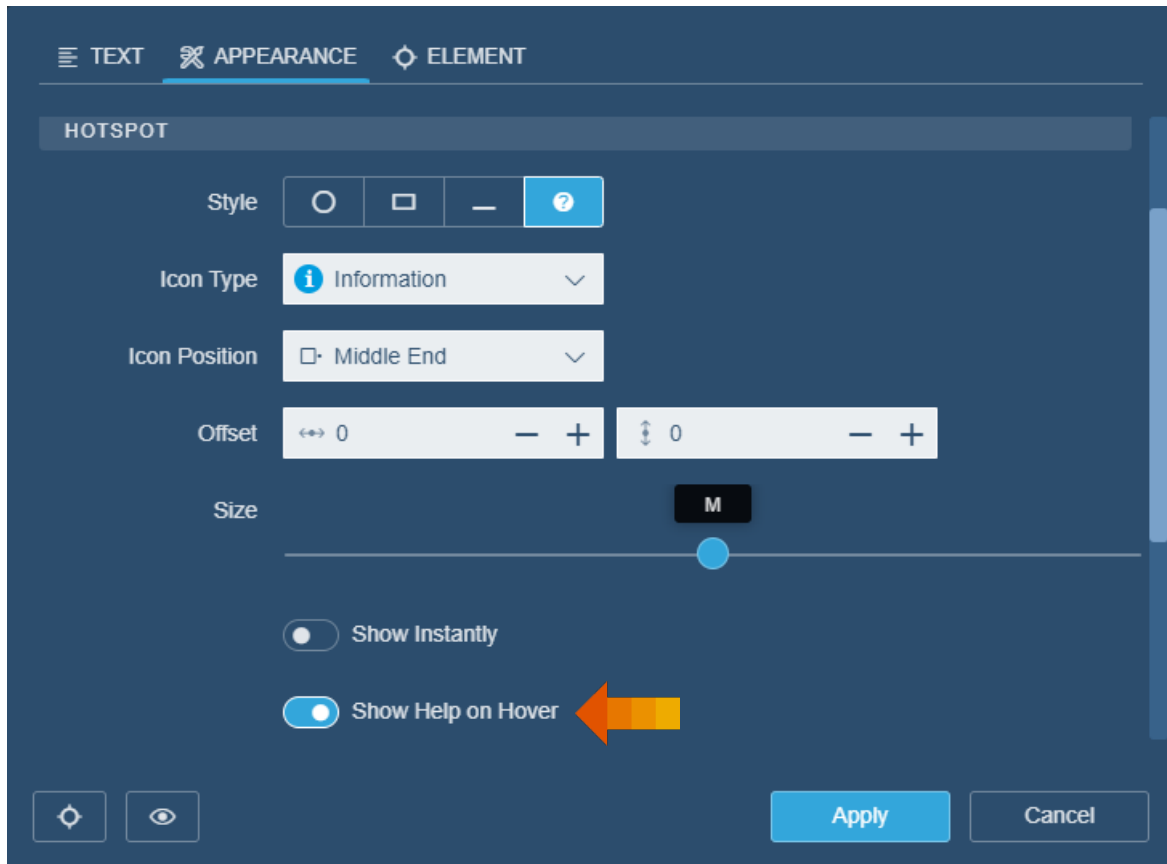 TEXT APPEARANCE ELEMENT
HOTSPOT
Style
Icon Type Information
Icon Position Middle End
Offset 0 0
Size M
Show Instantly
Show Help on Hover
Apply Cancel